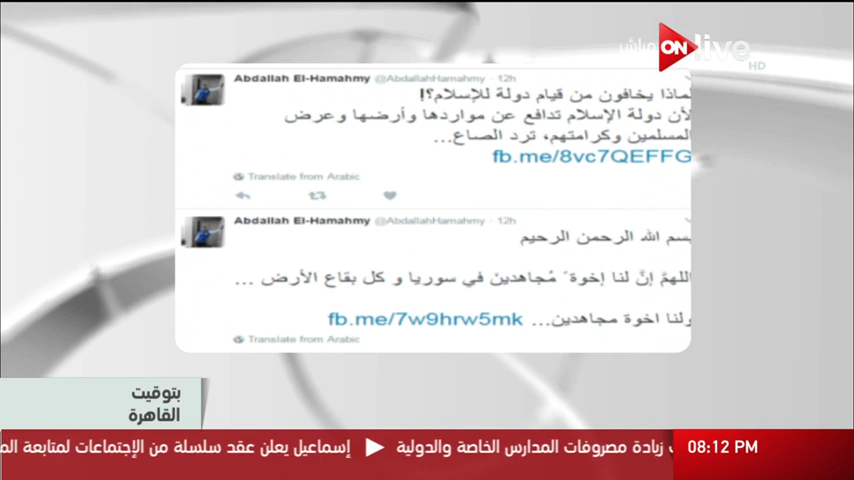 مباشر ON live
HD
Abdallah El-Hamahmy @AbdallahHamahmy · 12h
لماذا يخافون من قيام دولة للإسلام؟!
لأن دولة الإسلام تدافع عن مواردها وأرضها وعرض
المسلمين وكرامتهم، ترد الصاع...
fb.me/8vc7QEFFG
Translate from Arabic
Abdallah El-Hamahmy @AbdallahHamahmy · 12h
بسم الله الرحمن الرحيم
اللهمَّ إنَّ لنا إخوةً مُجاهدين في سوريا و كل بقاع الأرض ...
ولنا اخوة مجاهدين... fb.me/7w9hrw5mk
Translate from Arabic
بتوقيت
القاهرة
زيادة مصروفات المدارس الخاصة والدولية ◀ إسماعيل يعلن عقد سلسلة من الإجتماعات لمتابعة
08:12 PM